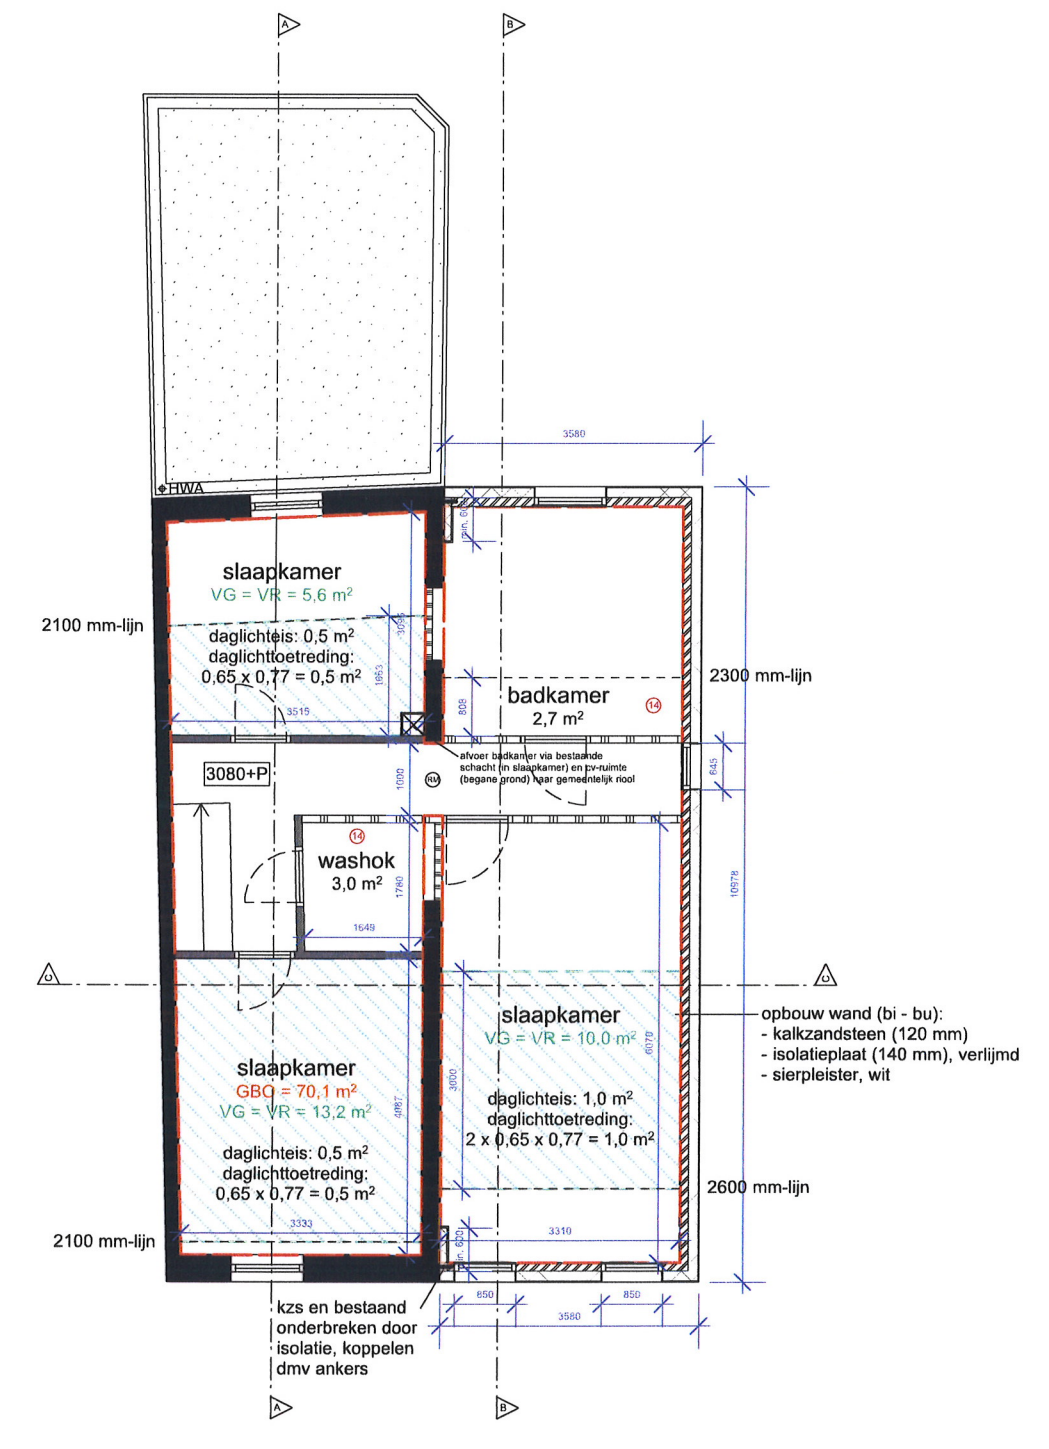 A
B
3580
HWA
min. 600
slaapkamer
VG = VR = 5,6 m²
2100 mm-lijn
daglichteis: 0,5 m²
daglichttoetreding:
0,65 x 0,77 = 0,5 m²
3095
1663
3515
2300 mm-lijn
badkamer
2,7 m²
14
808
afvoer badkamer via bestaande
schacht (in slaapkamer) en cv-ruimte
(begane grond) naar gemeentelijk riool
3080+P
1000
RM
645
14
washok
3,0 m²
1780
1649
10978
C
C
slaapkamer
VG = VR = 10,0 m²
6070
3000
daglichteis: 1,0 m²
daglichttoetreding:
2 x 0,65 x 0,77 = 1,0 m²
opbouw wand (bi - bu):
- kalkzandsteen (120 mm)
- isolatieplaat (140 mm), verlijmd
- sierpleister, wit
slaapkamer
GBO = 70,1 m²
VG = VR = 13,2 m²
daglichteis: 0,5 m²
daglichttoetreding:
0,65 x 0,77 = 0,5 m²
2600 mm-lijn
3333
3310
2100 mm-lijn
min. 600
850
850
3580
kzs en bestaand
onderbreken door
isolatie, koppelen
dmv ankers
A
B